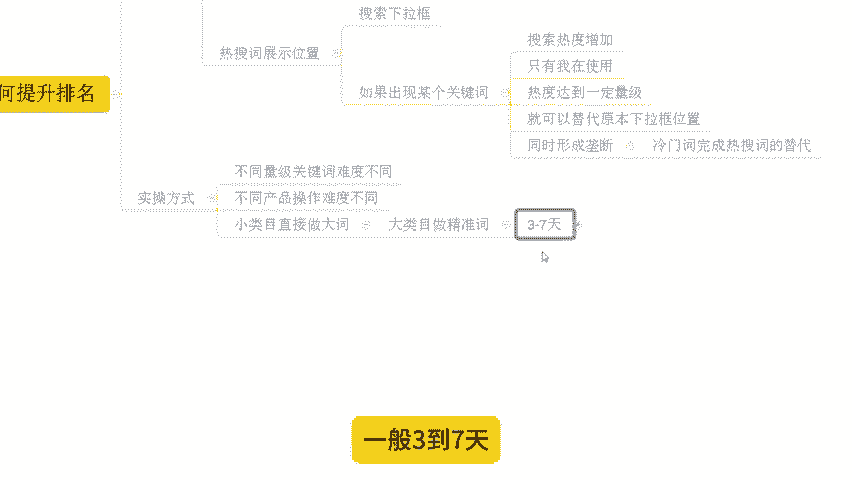 搜索下拉框
热搜词展示位置
搜索热度增加
只有我在使用
如果出现某个关键词
热度达到一定量级
何提升排名
就可以替代原本下拉框位置
同时形成垄断 冷门词完成热搜词的替代
不同量级关键词难度不同
实操方式
不同产品操作难度不同
小类目直接做大词 大类目做精准词 3-7天
一般3到7天